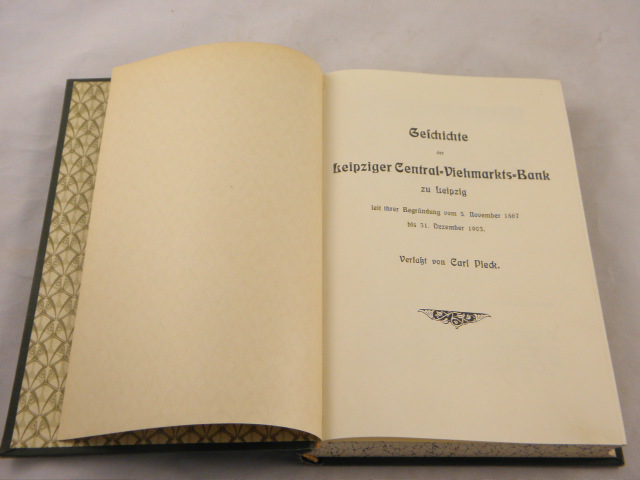 Geschichte
der
Leipziger Central-Viehmarkts-Bank
zu Leipzig
seit ihrer Begründung vom 5. November 1887
bis 31. Dezember 1905.
Verfaßt von Carl Pieck.